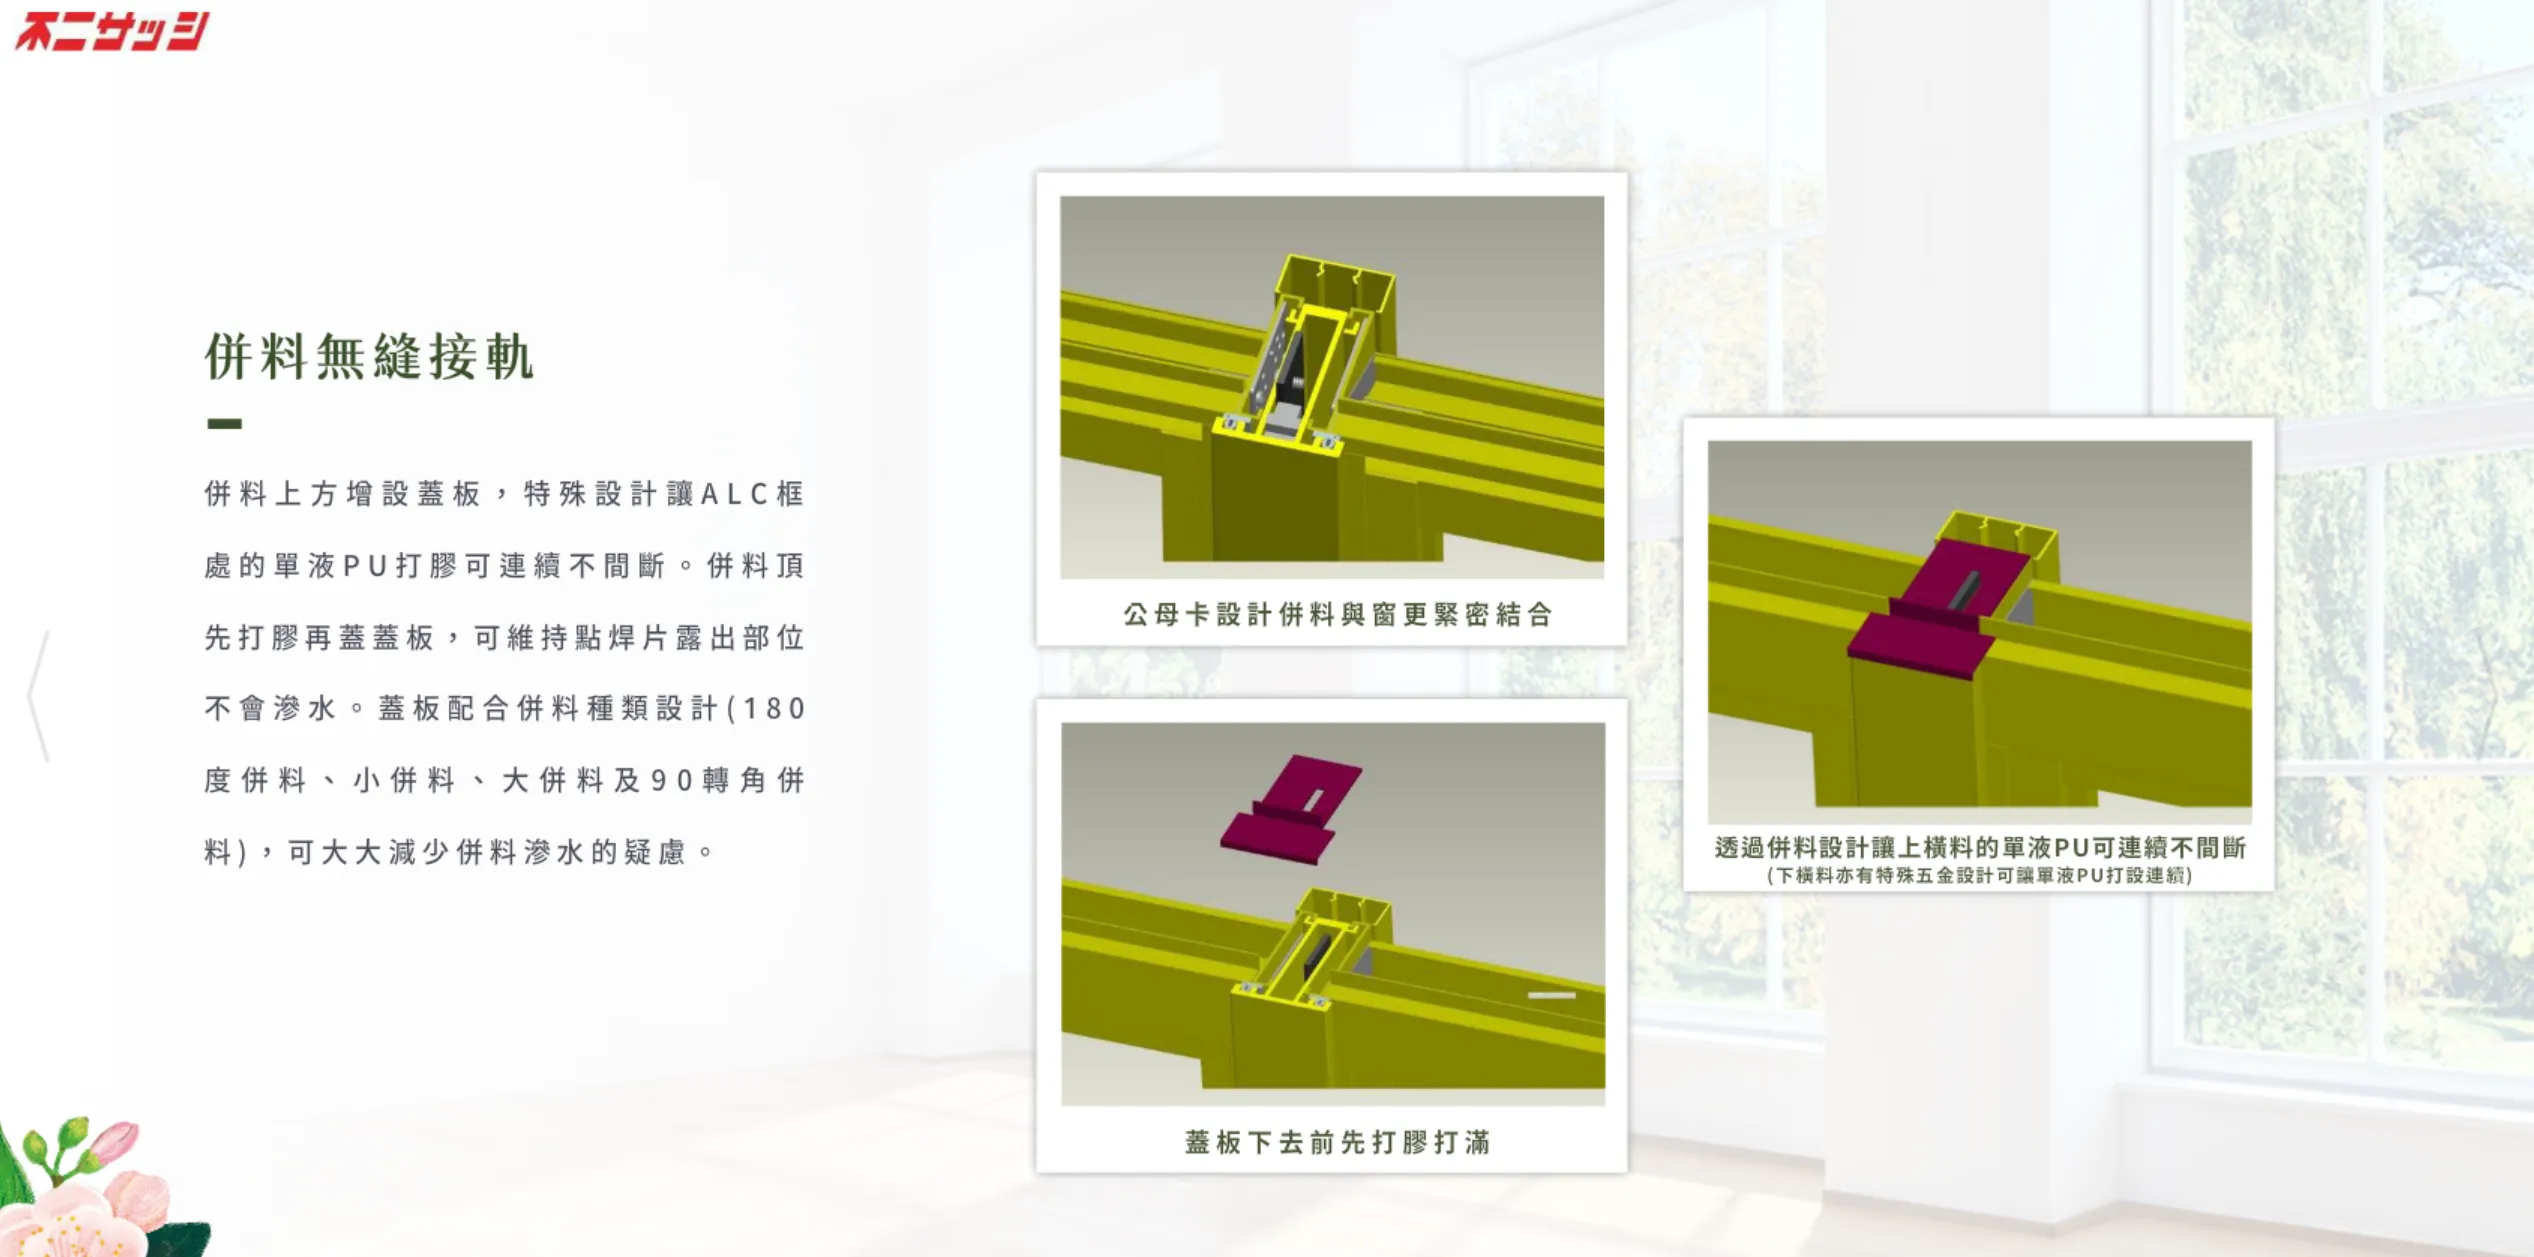 不二サッシ
併料無縫接軌
併料上方增設蓋板，特殊設計讓ALC框
處的單液PU打膠可連續不間斷。併料頂
先打膠再蓋蓋板，可維持點焊片露出部位
不會滲水。蓋板配合併料種類設計(180
度併料、小併料、大併料及90轉角併
料)，可大大減少併料滲水的疑慮。
公母卡設計併料與窗更緊密結合
蓋板下去前先打膠打滿
透過併料設計讓上橫料的單液PU可連續不間斷
(下橫料亦有特殊五金設計可讓單液PU打設連續)